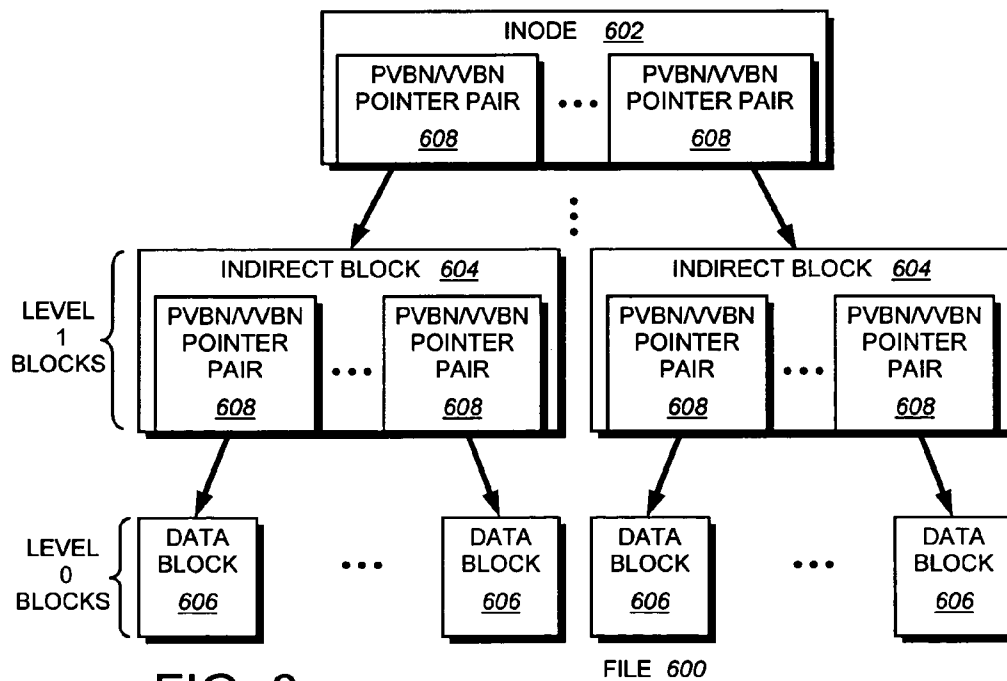 INODE 602
PVBN/VVBN POINTER PAIR 608
PVBN/VVBN POINTER PAIR 608
LEVEL 1 BLOCKS
INDIRECT BLOCK 604
PVBN/VVBN POINTER PAIR 608
PVBN/VVBN POINTER PAIR 608
INDIRECT BLOCK 604
PVBN/VVBN POINTER PAIR 608
PVBN/VVBN POINTER PAIR 608
LEVEL 0 BLOCKS
DATA BLOCK 606
DATA BLOCK 606
DATA BLOCK 606
DATA BLOCK 606
FILE 600
FIG.